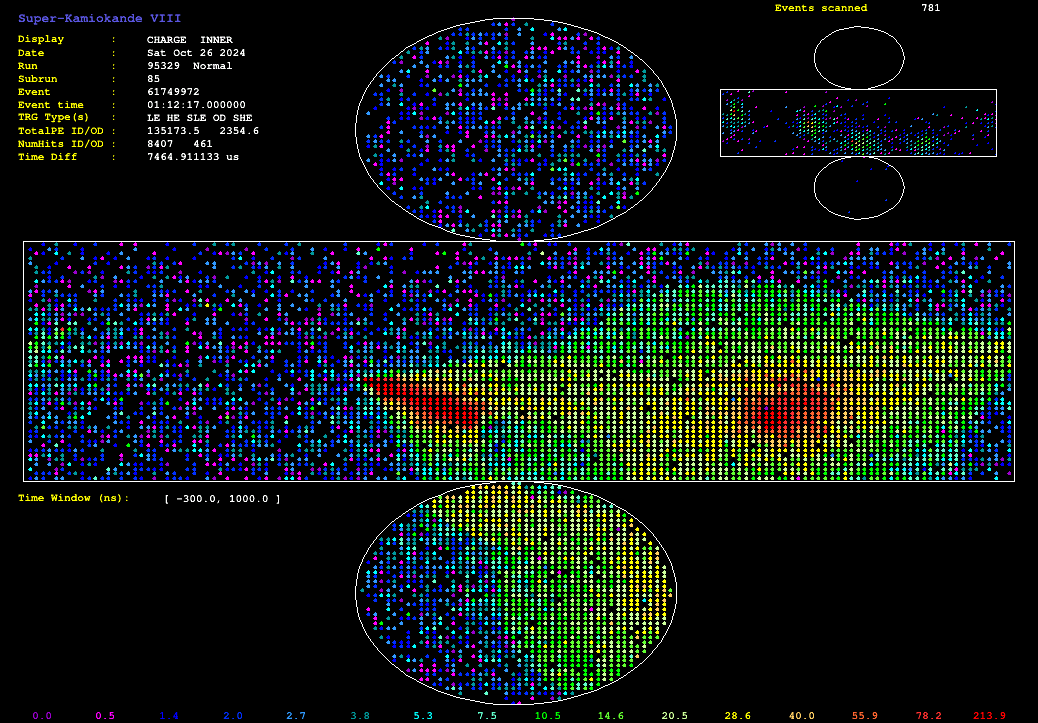 Super-Kamiokande VIII
Events scanned 781
Display : CHARGE INNER
Date : Sat Oct 26 2024
Run : 95329 Normal
Subrun : 85
Event : 61749972
Event time : 01:12:17.000000
TRG Type(s) : LE HE SLE OD SHE
TotalPE ID/OD : 135173.5 2354.6
NumHits ID/OD : 8407 461
Time Diff : 7464.911133 us
Time Window (ns): [ -300.0, 1000.0 ]
0.0 0.5 1.4 2.0 2.7 3.8 5.3 7.5 10.5 14.6 20.5 28.6 40.0 55.9 78.2 213.9